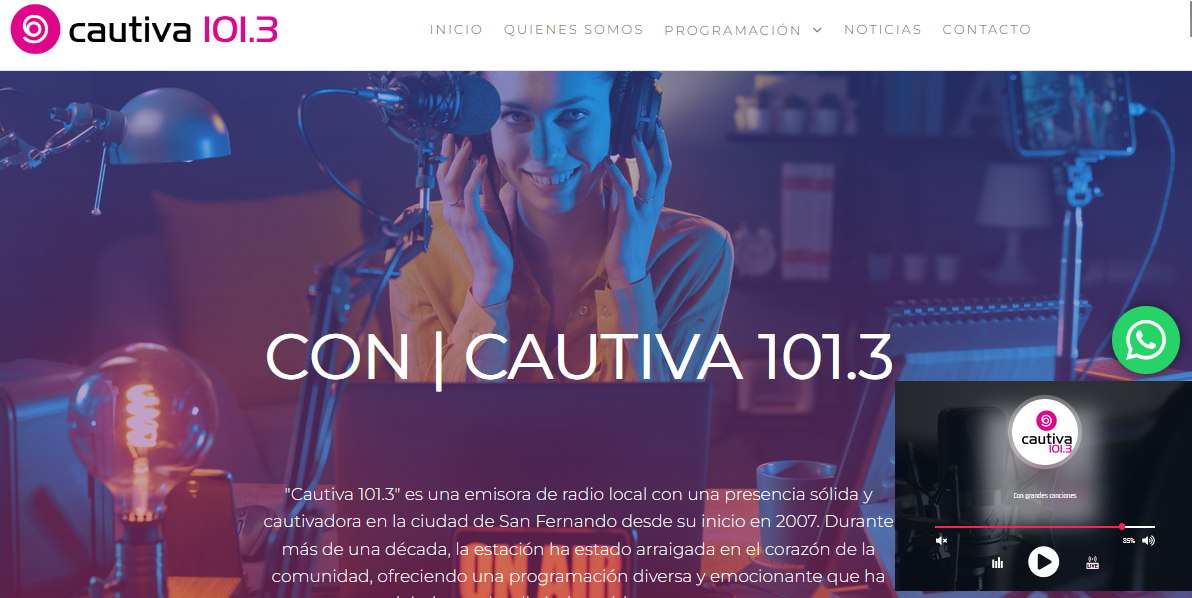 cautiva 101.3
INICIO QUIENES SOMOS PROGRAMACIÓN NOTICIAS CONTACTO
CON | CAUTIVA 101.3
"Cautiva 101.3" es una emisora de radio local con una presencia sólida y
cautivadora en la ciudad de San Fernando desde su inicio en 2007. Durante
más de una década, la estación ha estado arraigada en el corazón de la
comunidad, ofreciendo una programación diversa y emocionante que ha
cautiva
101.3
Con grandes canciones
85%
LIVE
ON AIR